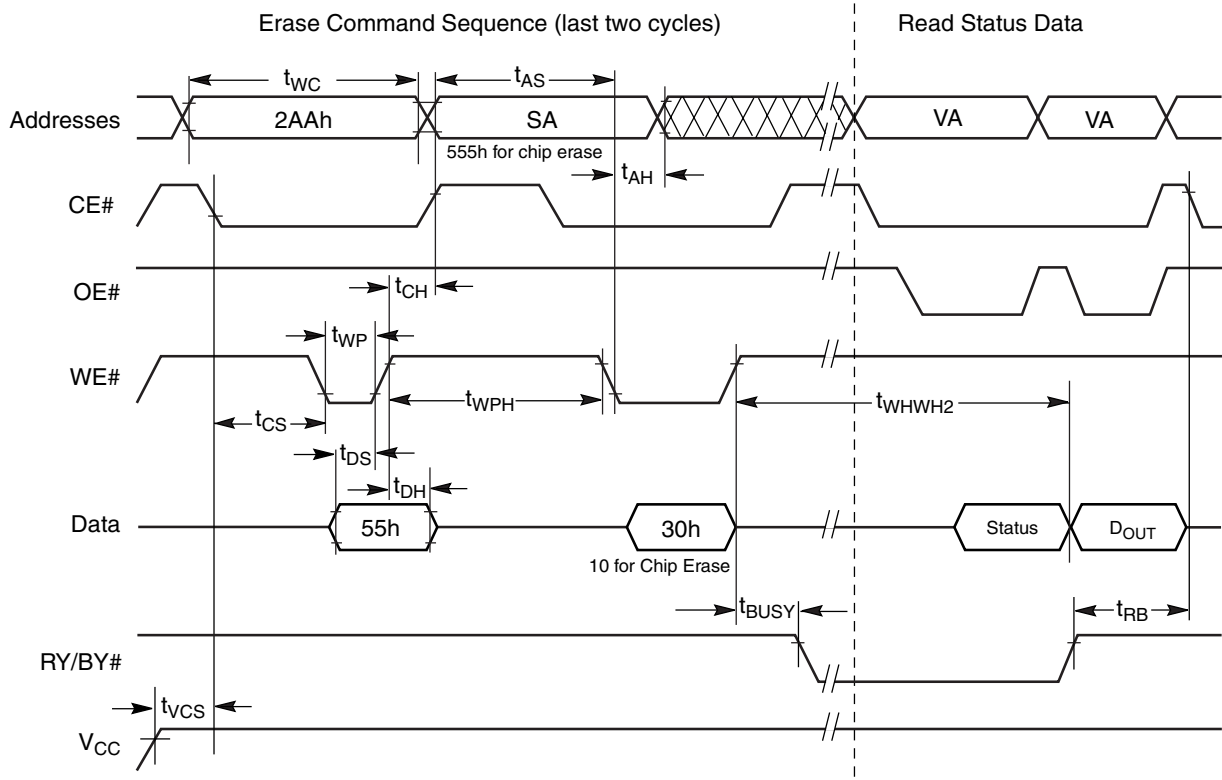 Erase Command Sequence (last two cycles) Read Status Data
tWC tAS
Addresses 2AAh SA VA VA
555h for chip erase
tAH
CE#
OE#
tCH
tWP
WE#
tWPH tWHWH2
tCS
tDS
tDH
Data 55h 30h Status DOUT
10 for Chip Erase
tBUSY tRB
RY/BY#
tVCS
VCC